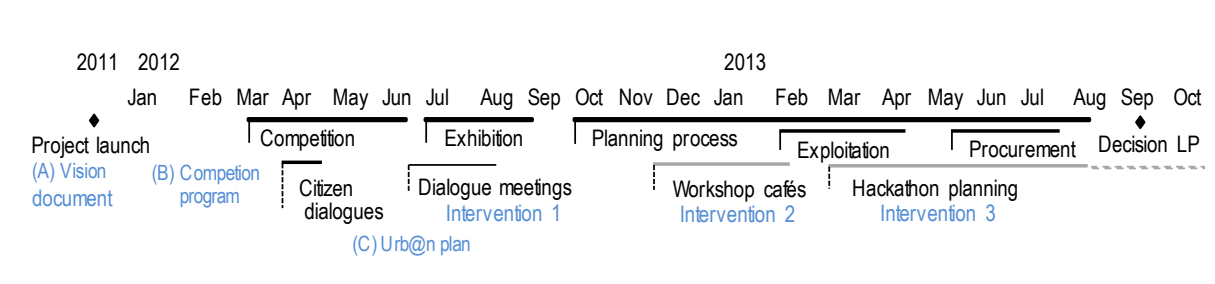 2011 2012 2013
Jan Feb Mar Apr May Jun Jul Aug Sep Oct Nov Dec Jan Feb Mar Apr May Jun Jul Aug Sep Oct
Project launch Competition Exhibition Planning process Exploitation Procurement Decision LP
(A) Vision document
(B) Competion program
Citizen dialogues
Dialogue meetings
Intervention 1
Workshop cafés
Intervention 2
Hackathon planning
Intervention 3
(C) Urb@n plan